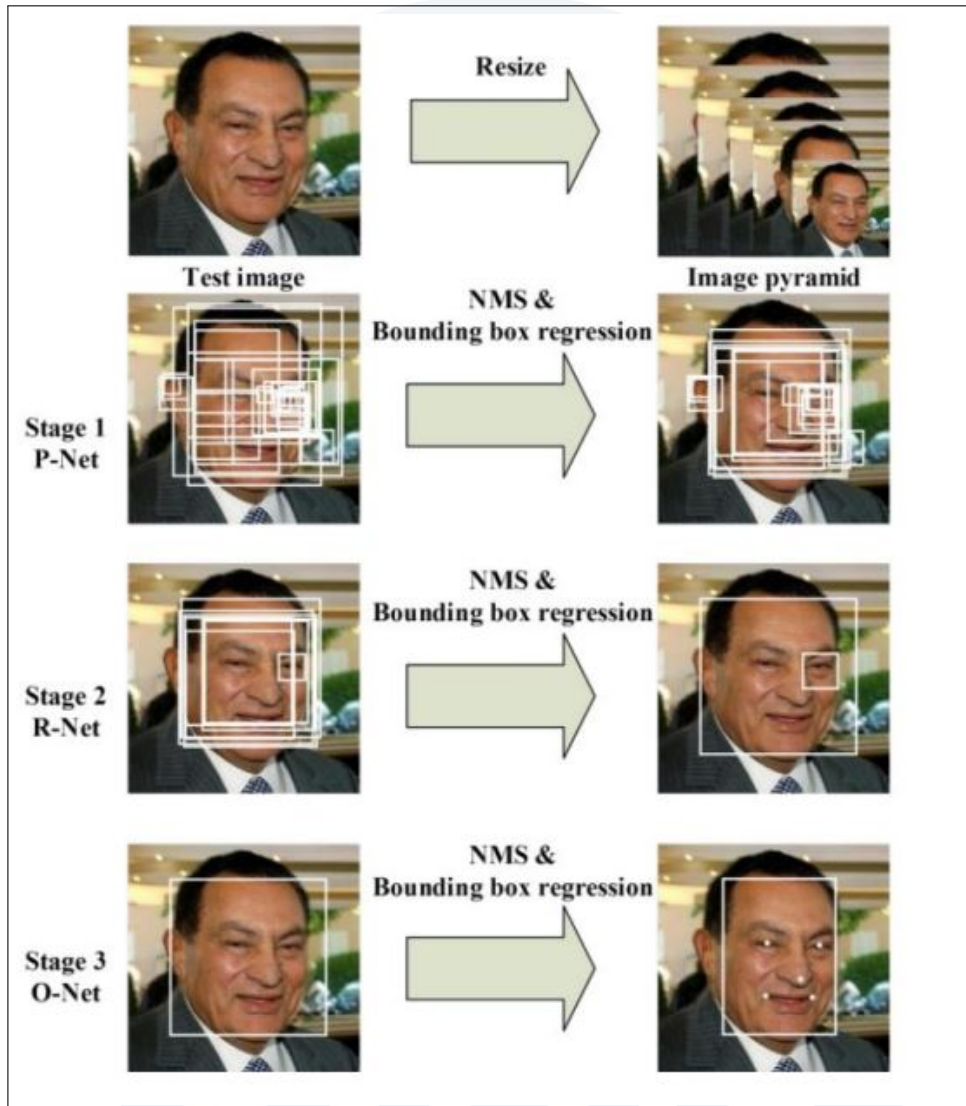 Resize
Test image
Image pyramid
NMS &
Bounding box regression
Stage 1
P-Net
NMS &
Bounding box regression
Stage 2
R-Net
NMS &
Bounding box regression
Stage 3
O-Net